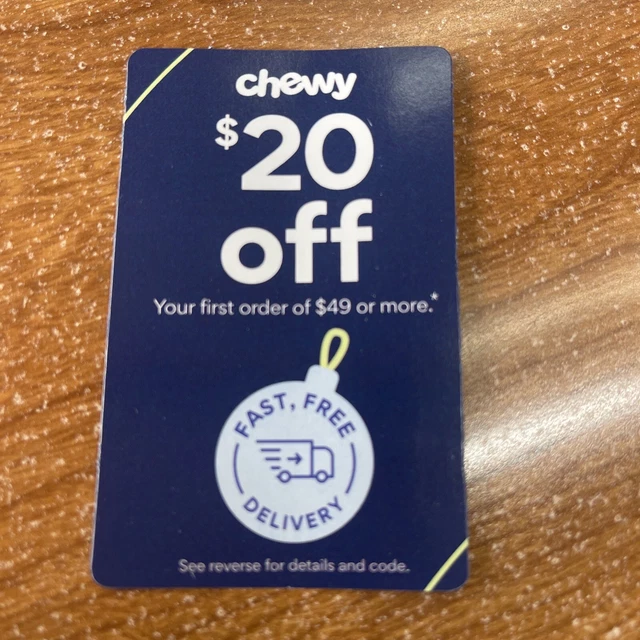 chewy
$20
off
Your first order of $49 or more.*
FAST, FREE
DELIVERY
See reverse for details and code.